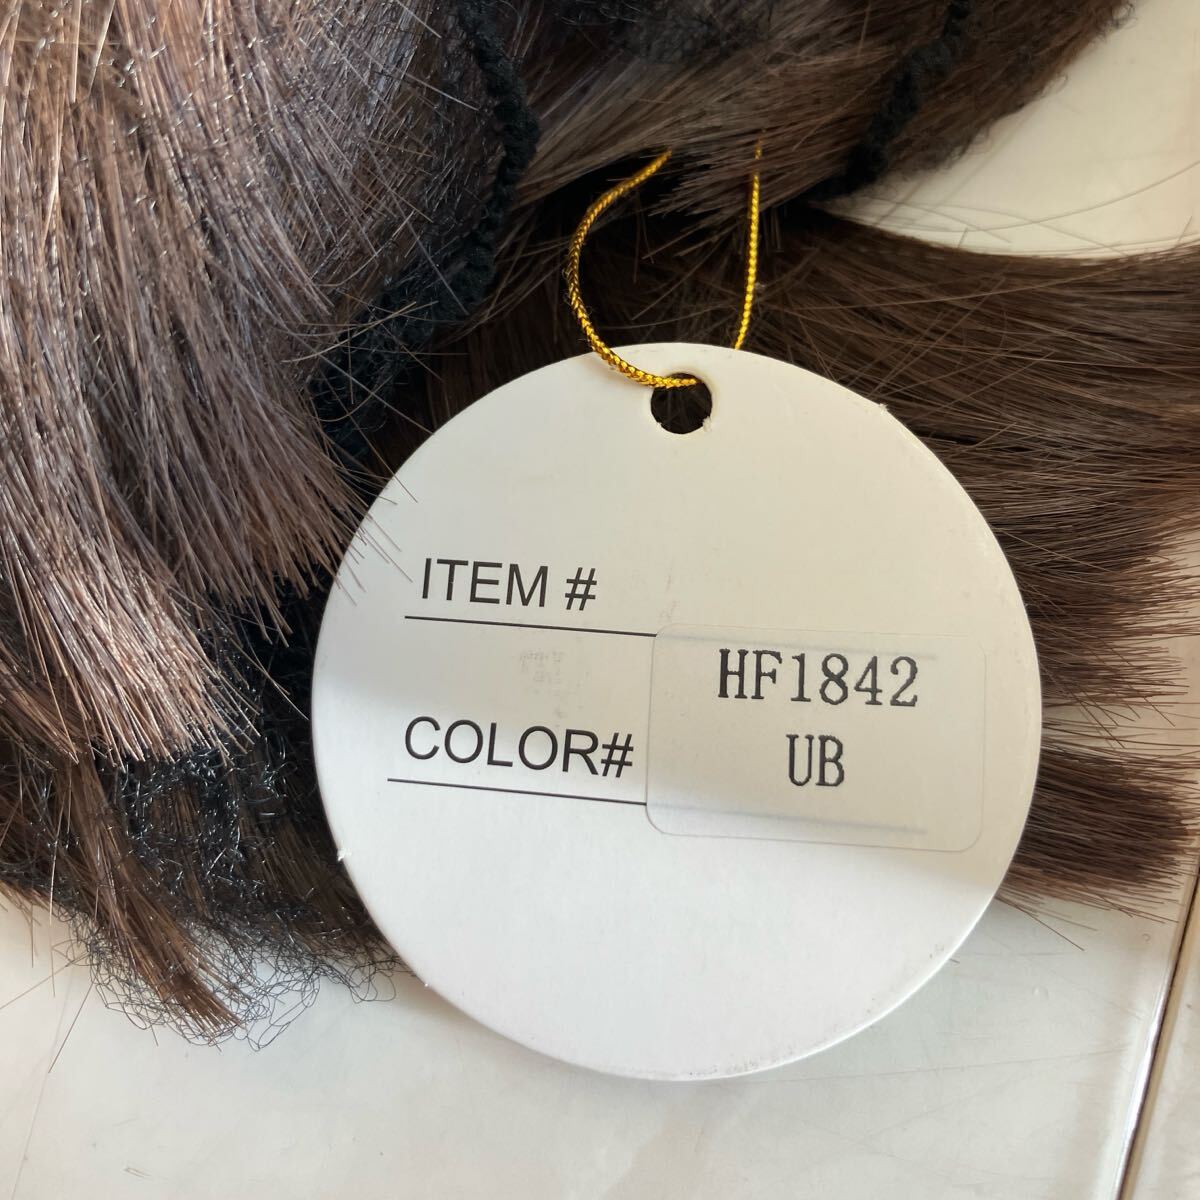 ITEM #
HF1842
COLOR#
UB